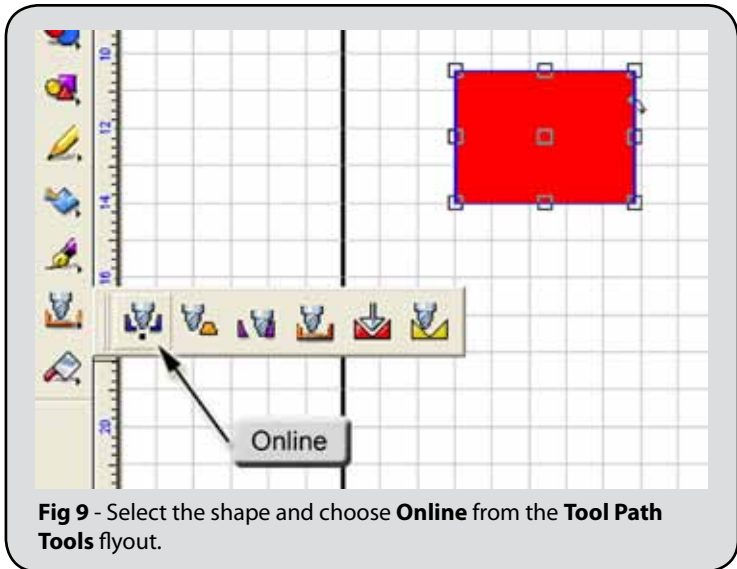 10
12
14
16
20
Online
Fig 9 - Select the shape and choose Online from the Tool Path
Tools flyout.